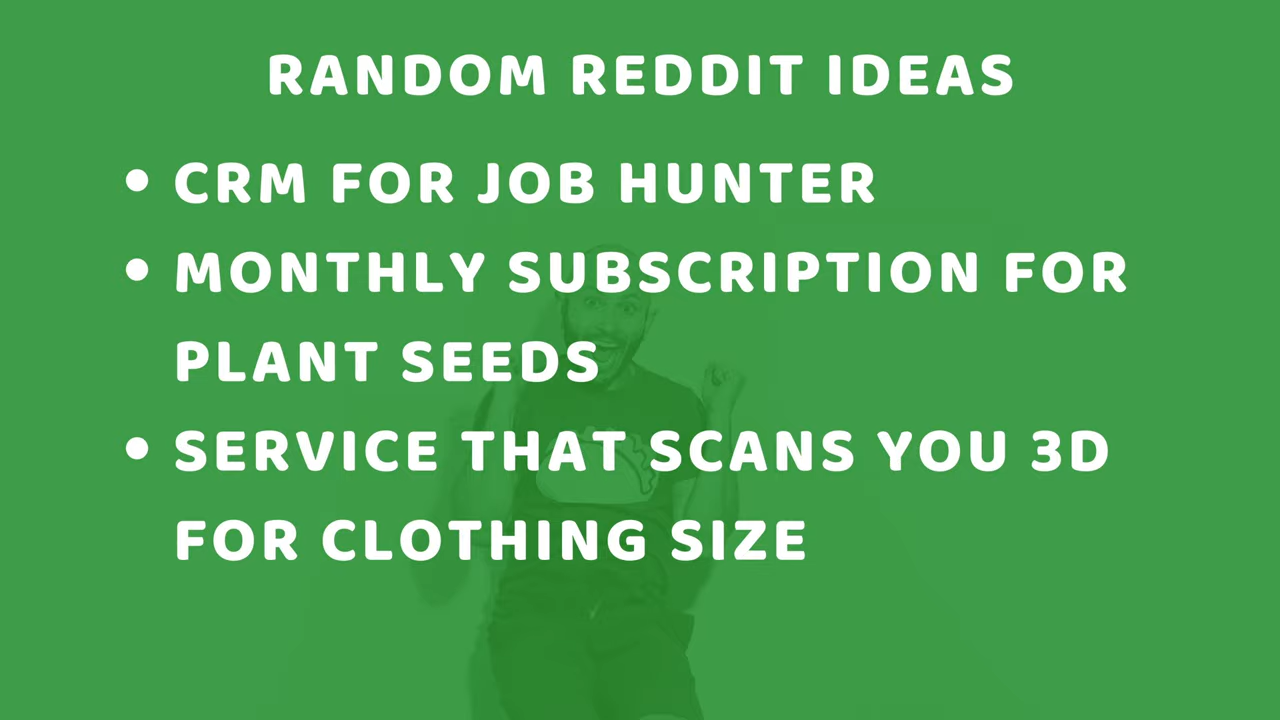 RANDOM REDDIT IDEAS
• CRM FOR JOB HUNTER
• MONTHLY SUBSCRIPTION FOR
PLANT SEEDS
• SERVICE THAT SCANS YOU 3D
FOR CLOTHING SIZE